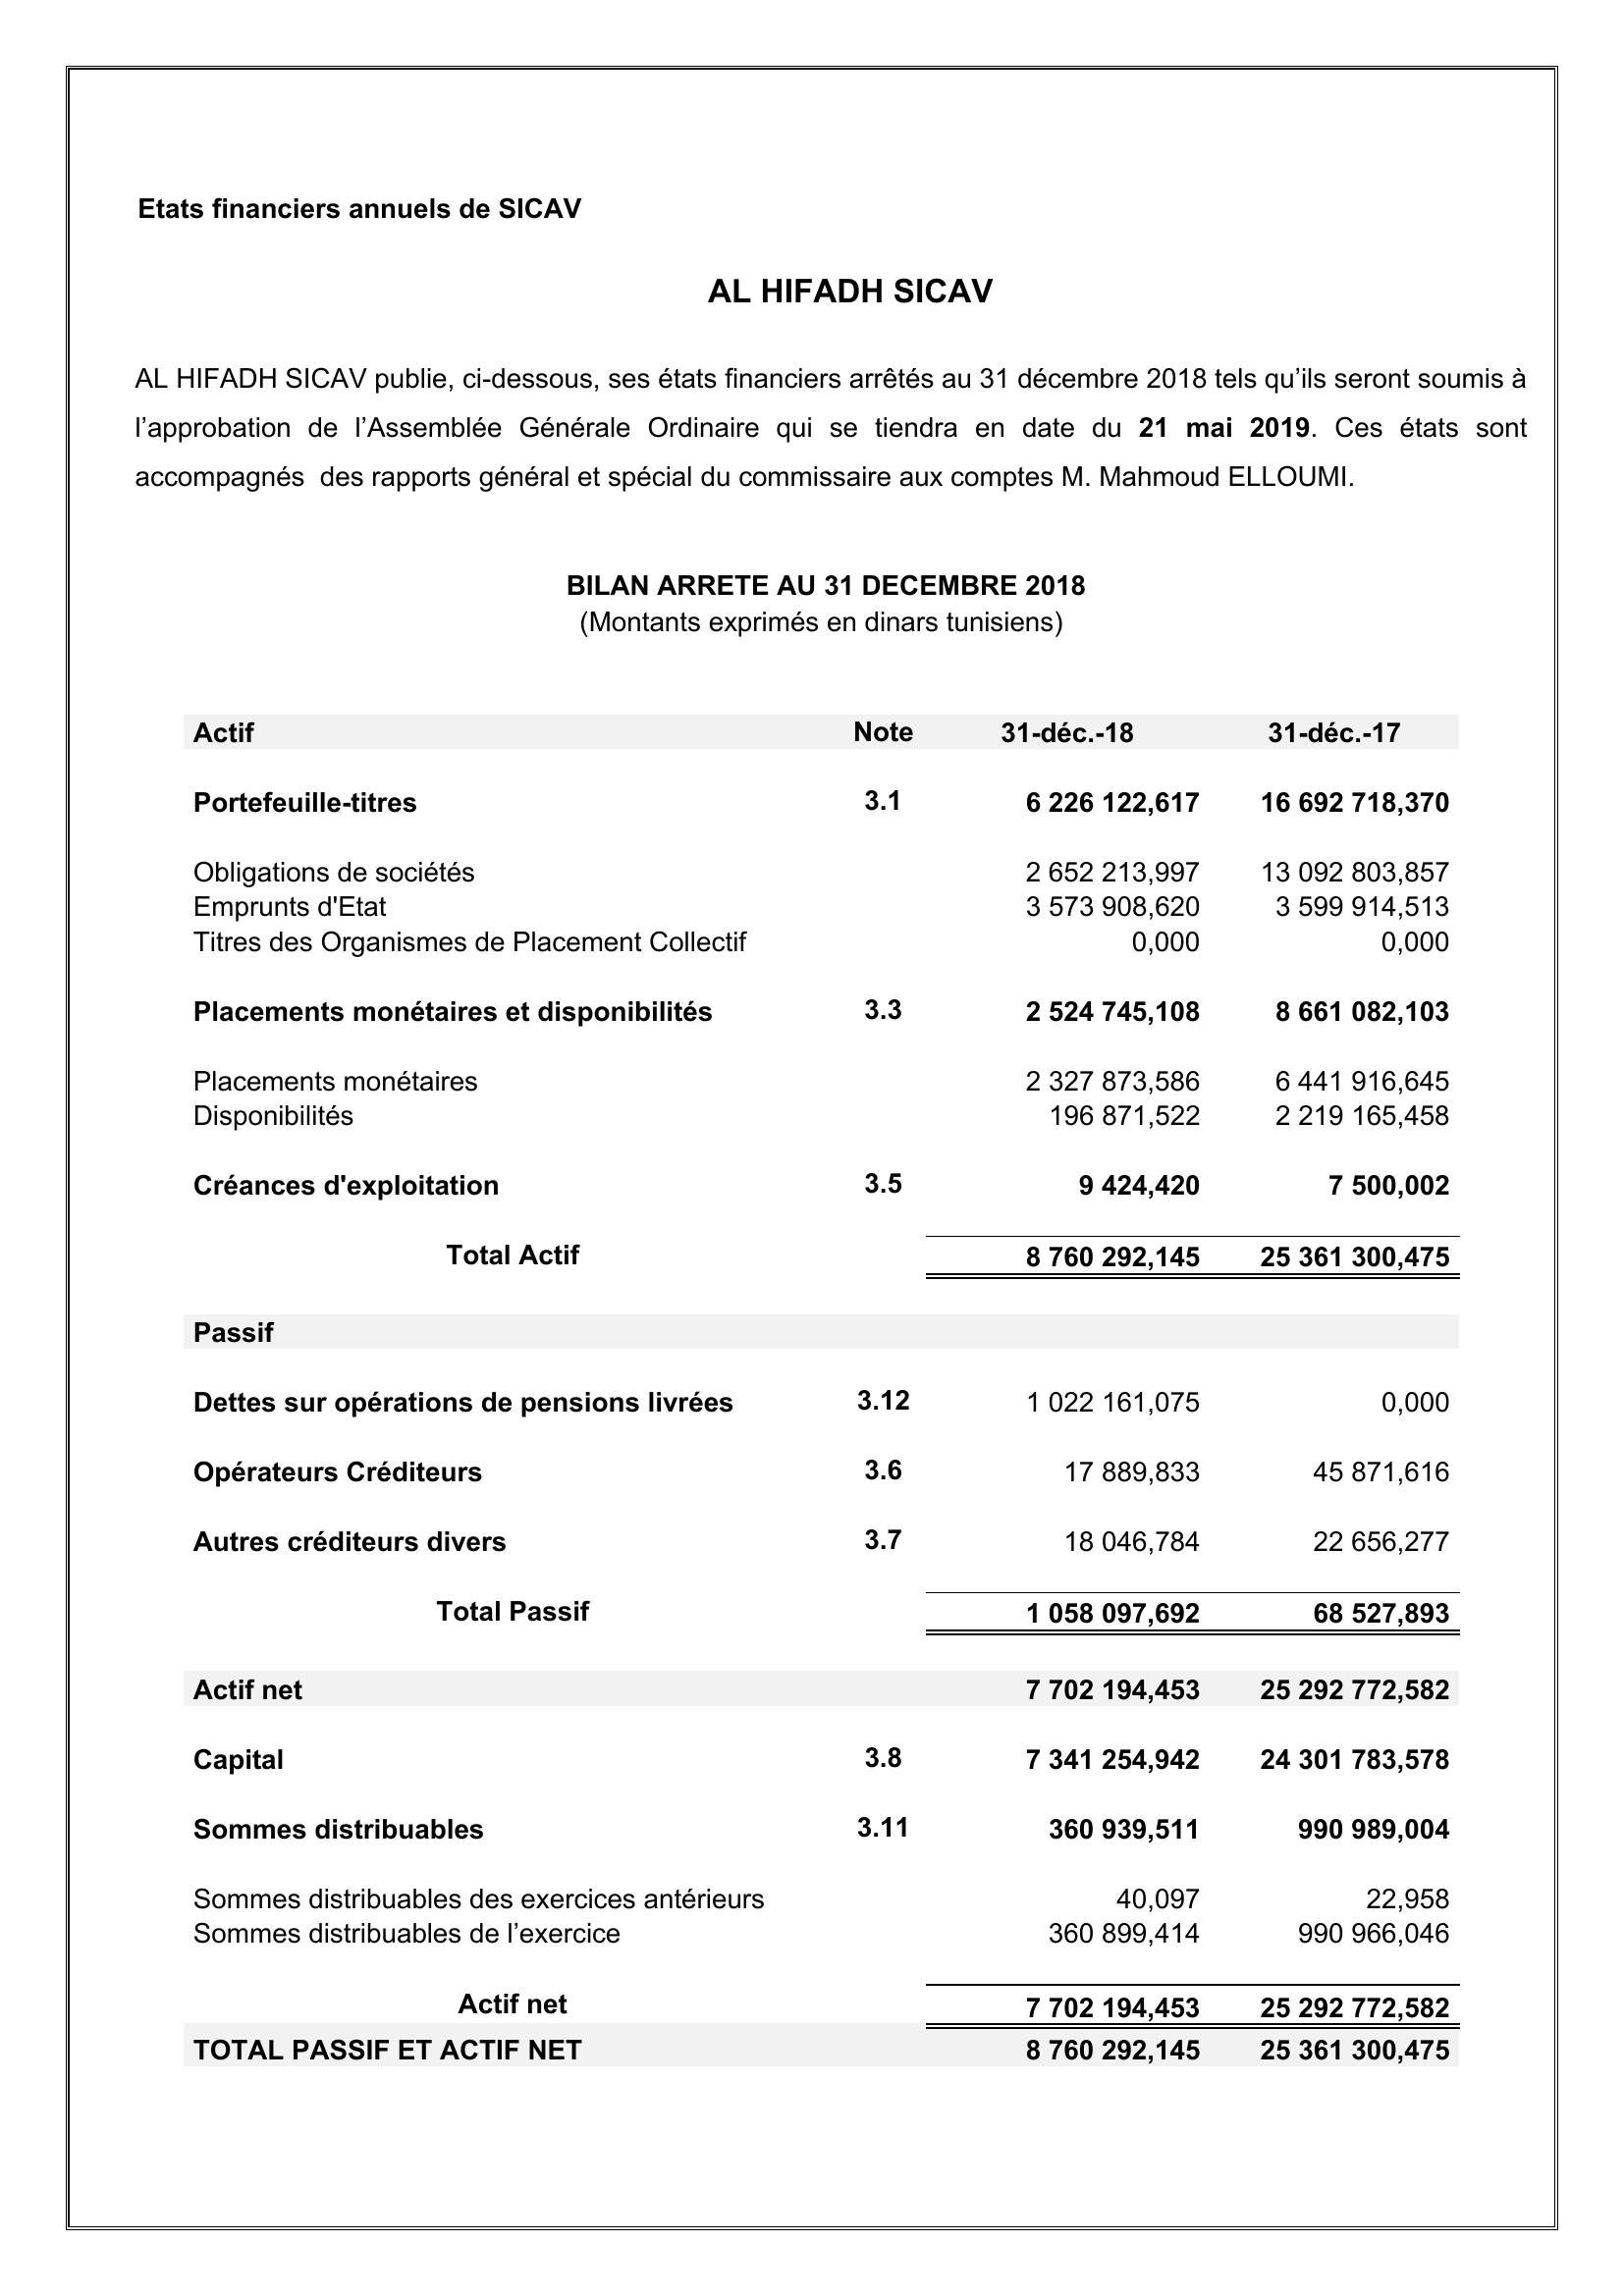 Etats financiers annuels de SICAV
AL HIFADH SICAV
AL HIFADH SICAV publie, ci-dessous, ses états financiers arrêtés au 31 décembre 2018 tels qu’ils seront soumis à
l’approbation de l’Assemblée Générale Ordinaire qui se tiendra en date du 21 mai 2019. Ces états sont
accompagnés des rapports général et spécial du commissaire aux comptes M. Mahmoud ELLOUMI.
BILAN ARRETE AU 31 DECEMBRE 2018
(Montants exprimés en dinars tunisiens)
Actif Note 31-déc.-18 31-déc.-17
Portefeuille-titres 3.1 6 226 122,617 16 692 718,370
Obligations de sociétés 2 652 213,997 13 092 803,857
Emprunts d'Etat 3 573 908,620 3 599 914,513
Titres des Organismes de Placement Collectif 0,000 0,000
Placements monétaires et disponibilités 3.3 2 524 745,108 8 661 082,103
Placements monétaires 2 327 873,586 6 441 916,645
Disponibilités 196 871,522 2 219 165,458
Créances d'exploitation 3.5 9 424,420 7 500,002
Total Actif 8 760 292,145 25 361 300,475
Passif
Dettes sur opérations de pensions livrées 3.12 1 022 161,075 0,000
Opérateurs Créditeurs 3.6 17 889,833 45 871,616
Autres créditeurs divers 3.7 18 046,784 22 656,277
Total Passif 1 058 097,692 68 527,893
Actif net 7 702 194,453 25 292 772,582
Capital 3.8 7 341 254,942 24 301 783,578
Sommes distribuables 3.11 360 939,511 990 989,004
Sommes distribuables des exercices antérieurs 40,097 22,958
Sommes distribuables de l’exercice 360 899,414 990 966,046
Actif net 7 702 194,453 25 292 772,582
TOTAL PASSIF ET ACTIF NET 8 760 292,145 25 361 300,475